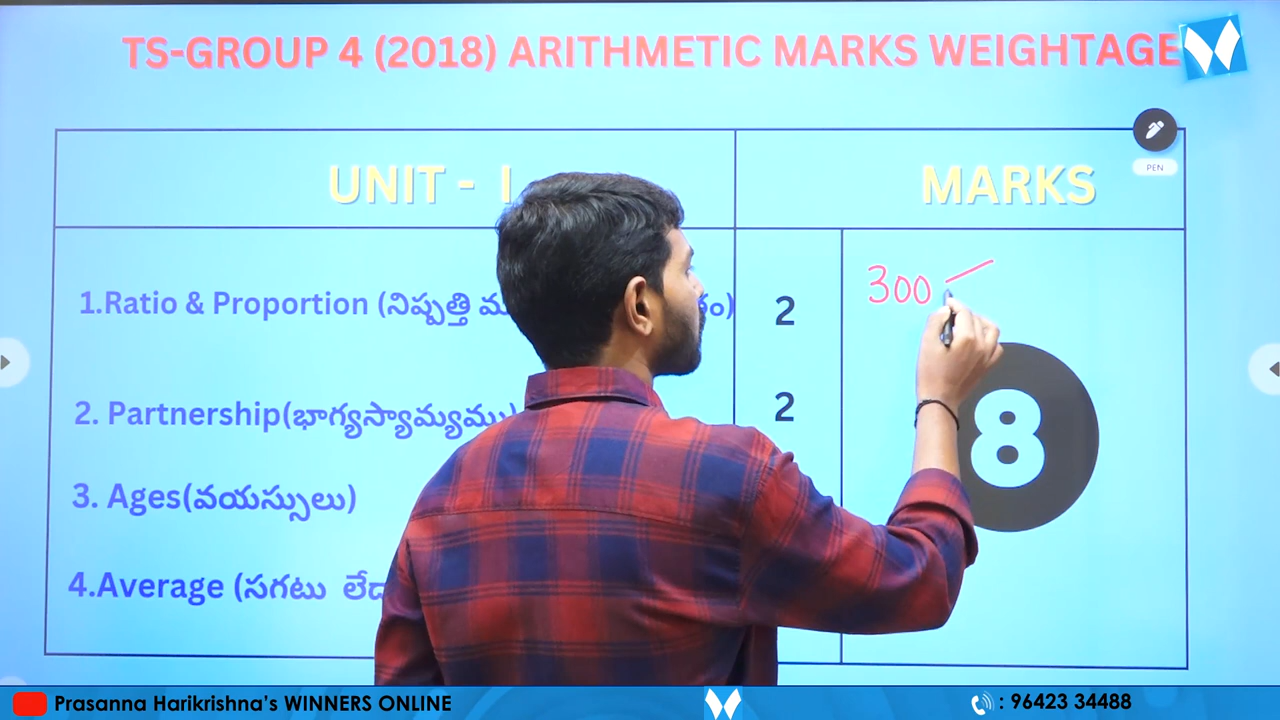 TS-GROUP 4 (2018) ARITHMETIC MARKS WEIGHTAGE
PEN
UNIT - I
MARKS
1.Ratio & Proportion (నిష్పత్తి
2
300
2. Partnership(భాగ్యస్యామ్యము)
2
8
3. Ages(వయస్సులు)
4.Average (సగటు
Prasanna Harikrishna's WINNERS ONLINE
: 96423 34488